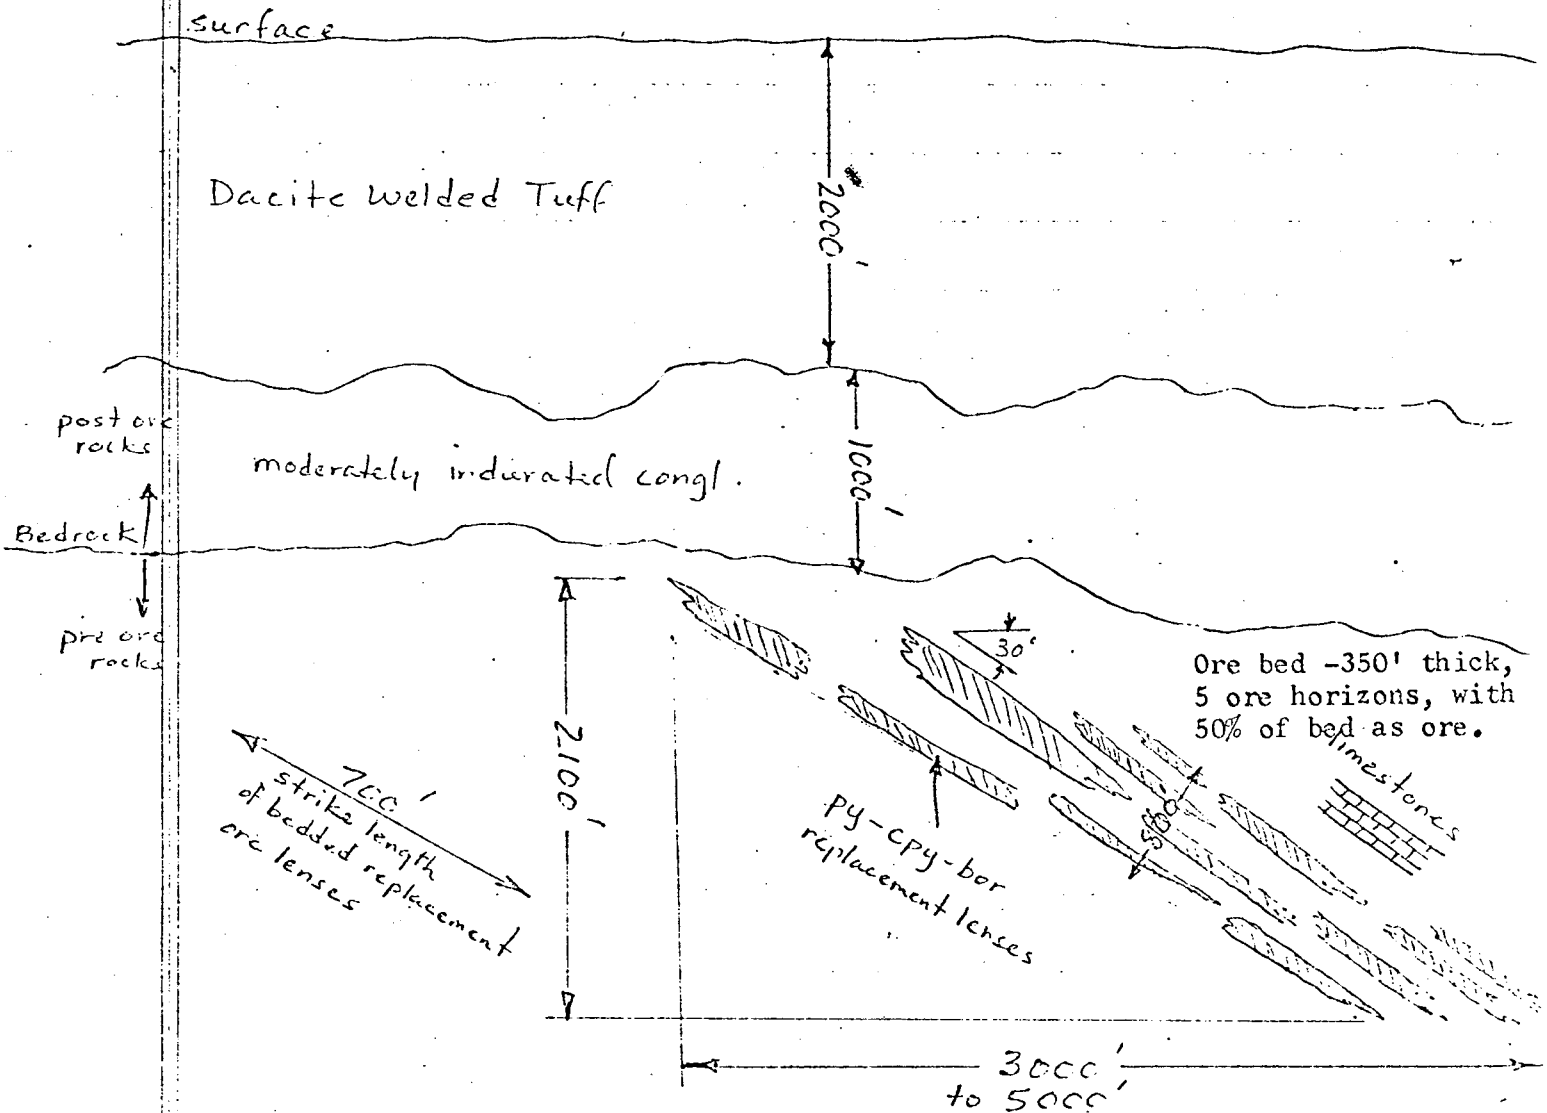 surface
Dacite Welded Tuff
2000'
post ore
rocks
moderately indurated congl.
1000'
Bedrock
pre ore
rocks
30°
Ore bed -350' thick,
5 ore horizons, with
50% of bed as ore.
limestones
2100'
700'
strike length
of bedded replacement
ore lenses
py-cpy-bor
replacement lenses
3000'
to 5000'